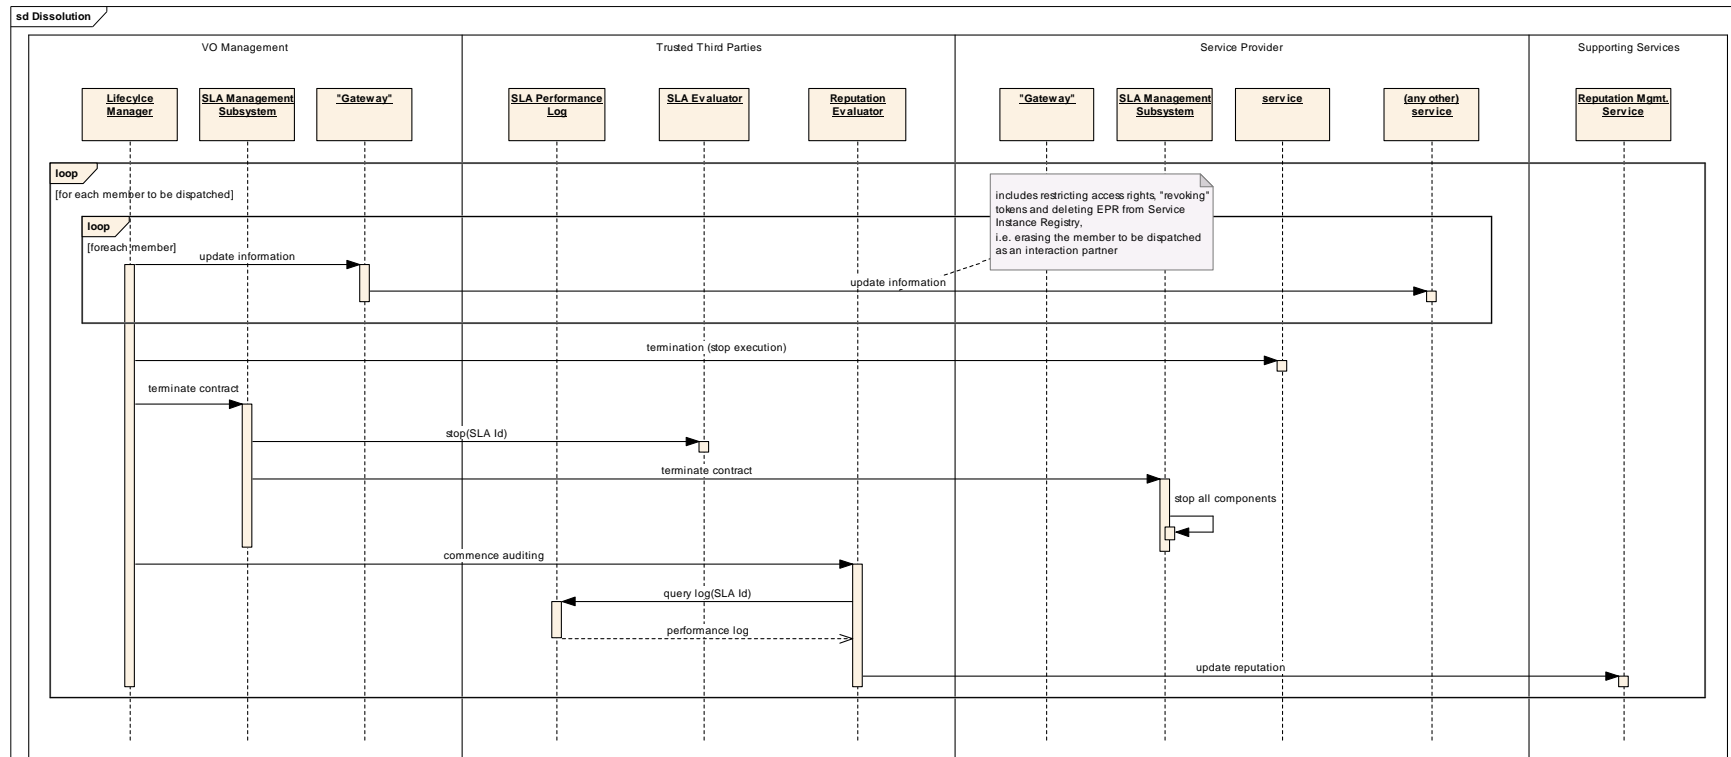 sd Dissolution
VO Management
Trusted Third Parties
Service Provider
Supporting Services
Lifecylce
Manager
SLA Management
Subsystem
"Gateway"
SLA Performance
Log
SLA Evaluator
Reputation
Evaluator
"Gateway"
SLA Management
Subsystem
service
(any other)
service
Reputation Mgmt.
Service
loop
[for each member to be dispatched]
includes restricting access rights, "revoking"
tokens and deleting EPR from Service
Instance Registry,
i.e. erasing the member to be dispatched
as an interaction partner
loop
[foreach member]
update information
update information
termination (stop execution)
terminate contract
stop(SLA Id)
terminate contract
stop all components
commence auditing
query log(SLA Id)
performance log
update reputation